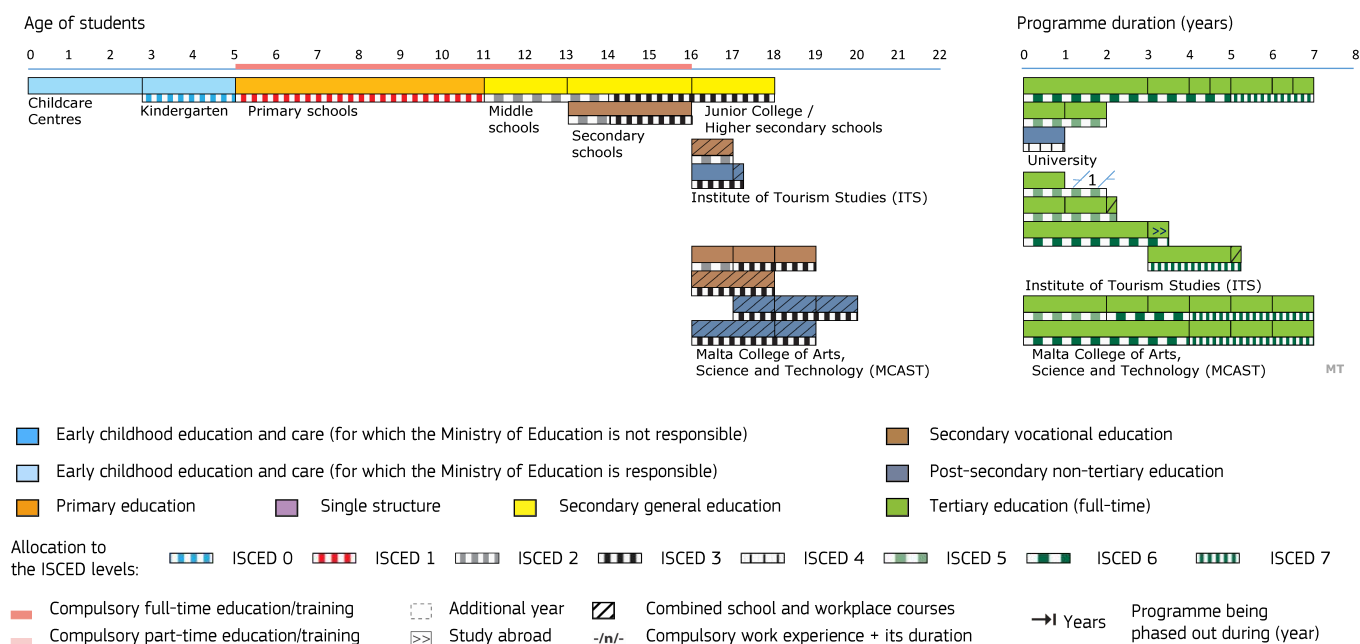 Age of students
Programme duration (years)
0 1 2 3 4 5 6 7 8 9 10 11 12 13 14 15 16 17 18 19 20 21 22
0 1 2 3 4 5 6 7 8
Childcare
Centres
Kindergarten
Primary schools
Middle
schools
Secondary
schools
Junior College /
Higher secondary schools
Institute of Tourism Studies (ITS)
Malta College of Arts,
Science and Technology (MCAST)
University
1
>>
Institute of Tourism Studies (ITS)
Malta College of Arts,
Science and Technology (MCAST)
MT
Early childhood education and care (for which the Ministry of Education is not responsible)
Secondary vocational education
Early childhood education and care (for which the Ministry of Education is responsible)
Post-secondary non-tertiary education
Primary education
Single structure
Secondary general education
Tertiary education (full-time)
Allocation to
the ISCED levels:
ISCED 0
ISCED 1
ISCED 2
ISCED 3
ISCED 4
ISCED 5
ISCED 6
ISCED 7
Compulsory full-time education/training
Additional year
Combined school and workplace courses
Years
Programme being
phased out during (year)
Compulsory part-time education/training
>> Study abroad
-/n/- Compulsory work experience + its duration